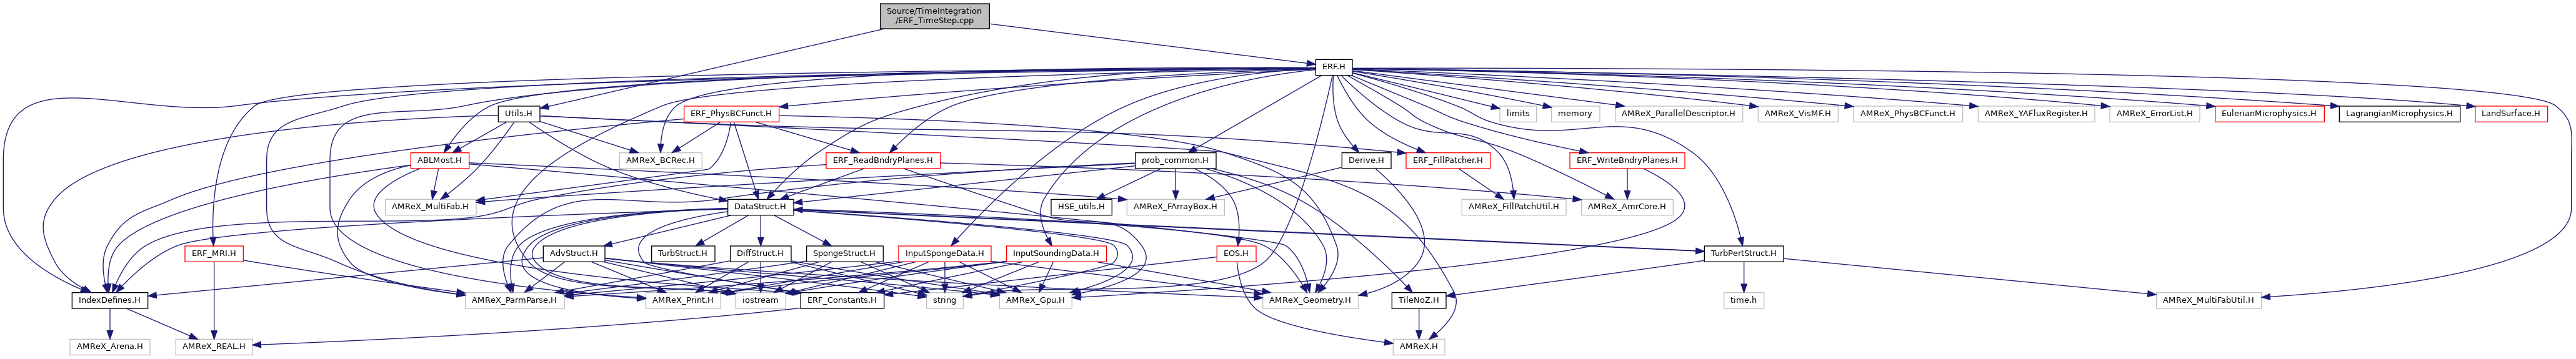 Source/TimeIntegration
/ERF_TimeStep.cpp
ERF.H
Utils.H
ERF_PhysBCFunct.H
limits
memory
AMReX_ParallelDescriptor.H
AMReX_VisMF.H
AMReX_PhysBCFunct.H
AMReX_YAFluxRegister.H
AMReX_ErrorList.H
EulerianMicrophysics.H
LagrangianMicrophysics.H
LandSurface.H
ABLMost.H
AMReX_BCRec.H
ERF_ReadBndryPlanes.H
prob_common.H
Derive.H
ERF_FillPatcher.H
ERF_WriteBndryPlanes.H
AMReX_MultiFab.H
DataStruct.H
HSE_utils.H
AMReX_FArrayBox.H
AMReX_FillPatchUtil.H
AMReX_AmrCore.H
ERF_MRI.H
AdvStruct.H
TurbStruct.H
DiffStruct.H
SpongeStruct.H
InputSpongeData.H
InputSoundingData.H
EOS.H
TurbPertStruct.H
IndexDefines.H
AMReX_ParmParse.H
AMReX_Print.H
iostream
ERF_Constants.H
string
AMReX_Gpu.H
AMReX_Geometry.H
TileNoZ.H
time.h
AMReX_MultiFabUtil.H
AMReX_Arena.H
AMReX_REAL.H
AMReX.H